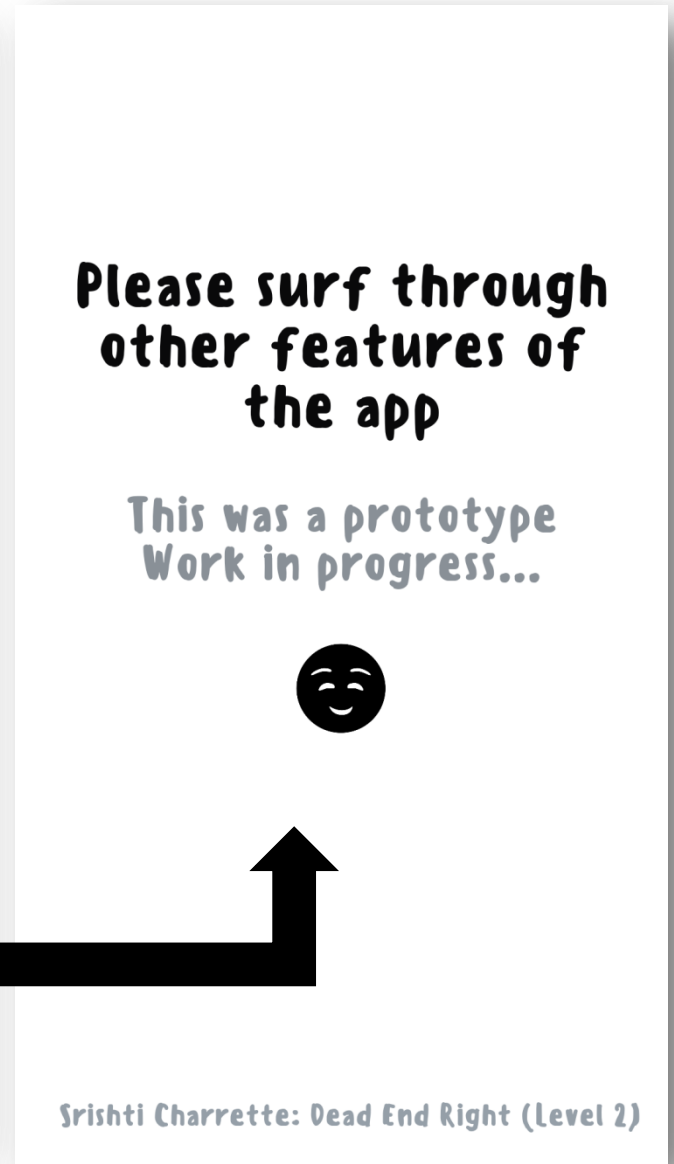 Please surf through
other features of
the app
This was a prototype
Work in progress...
Srishti Charrette: Dead End Right (Level 2)